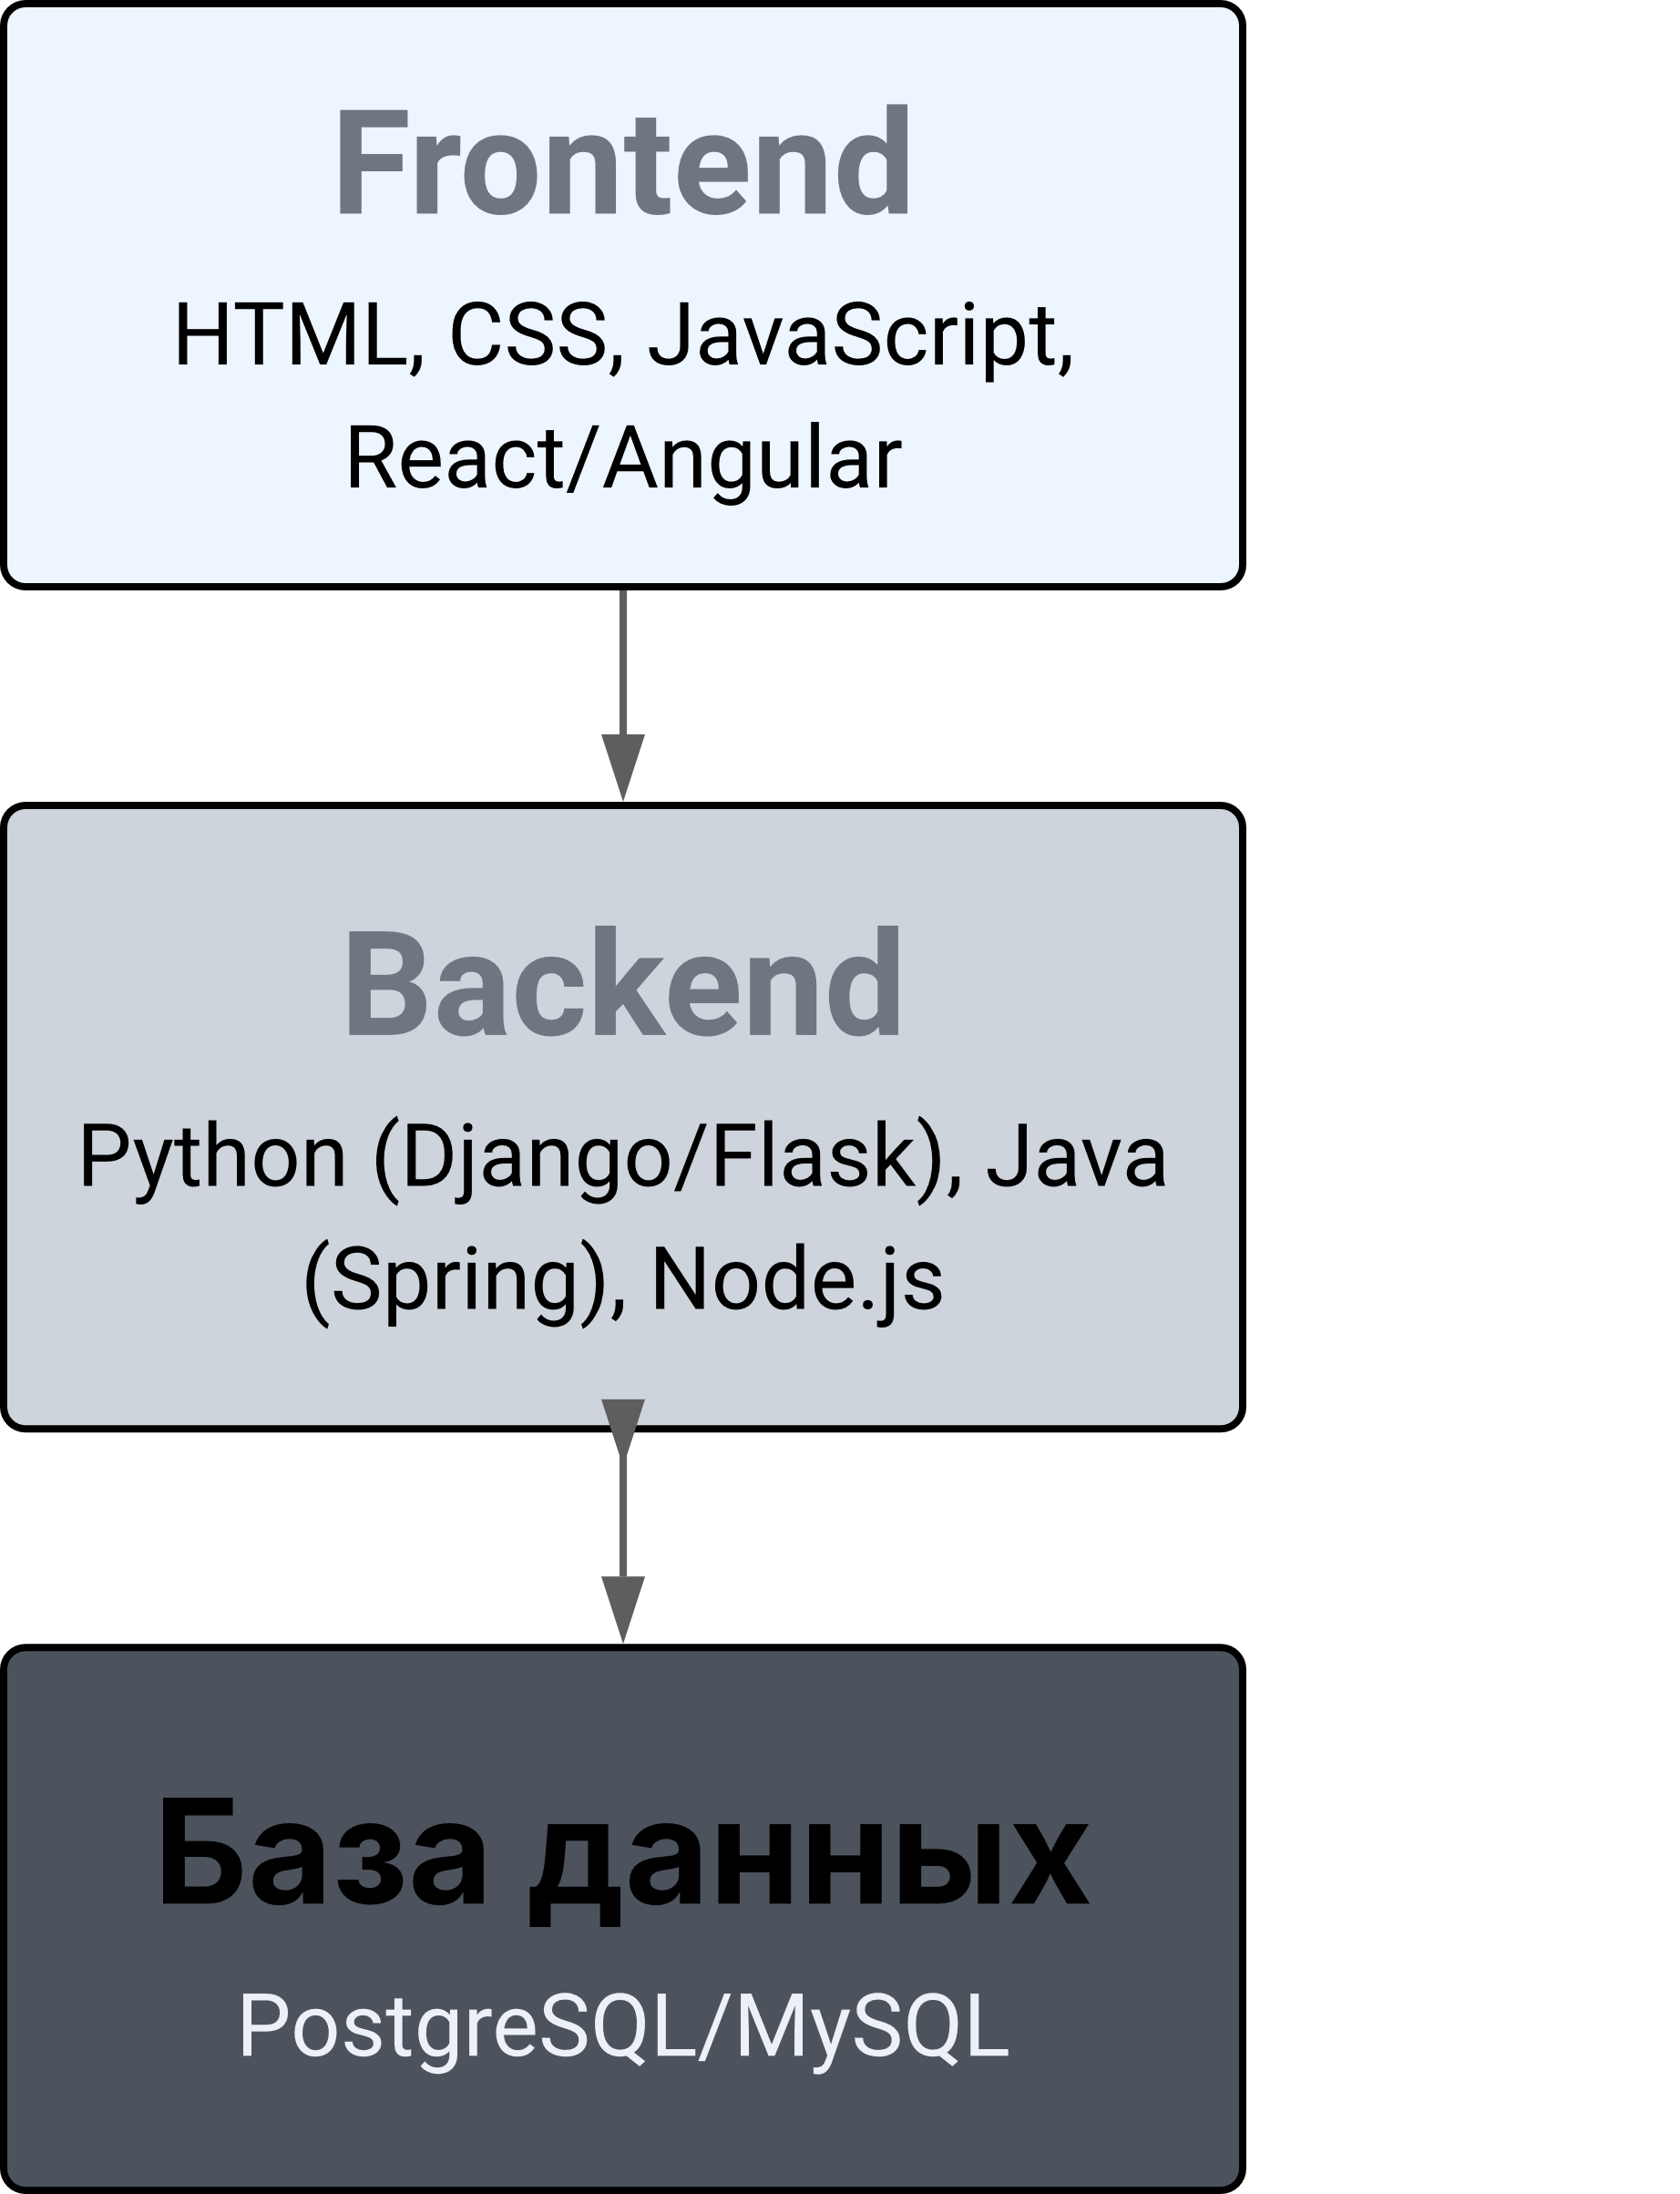 Frontend
HTML, CSS, JavaScript,
React/Angular
Backend
Python (Django/Flask), Java
(Spring), Node.js
База данных
PostgreSQL/MySQL